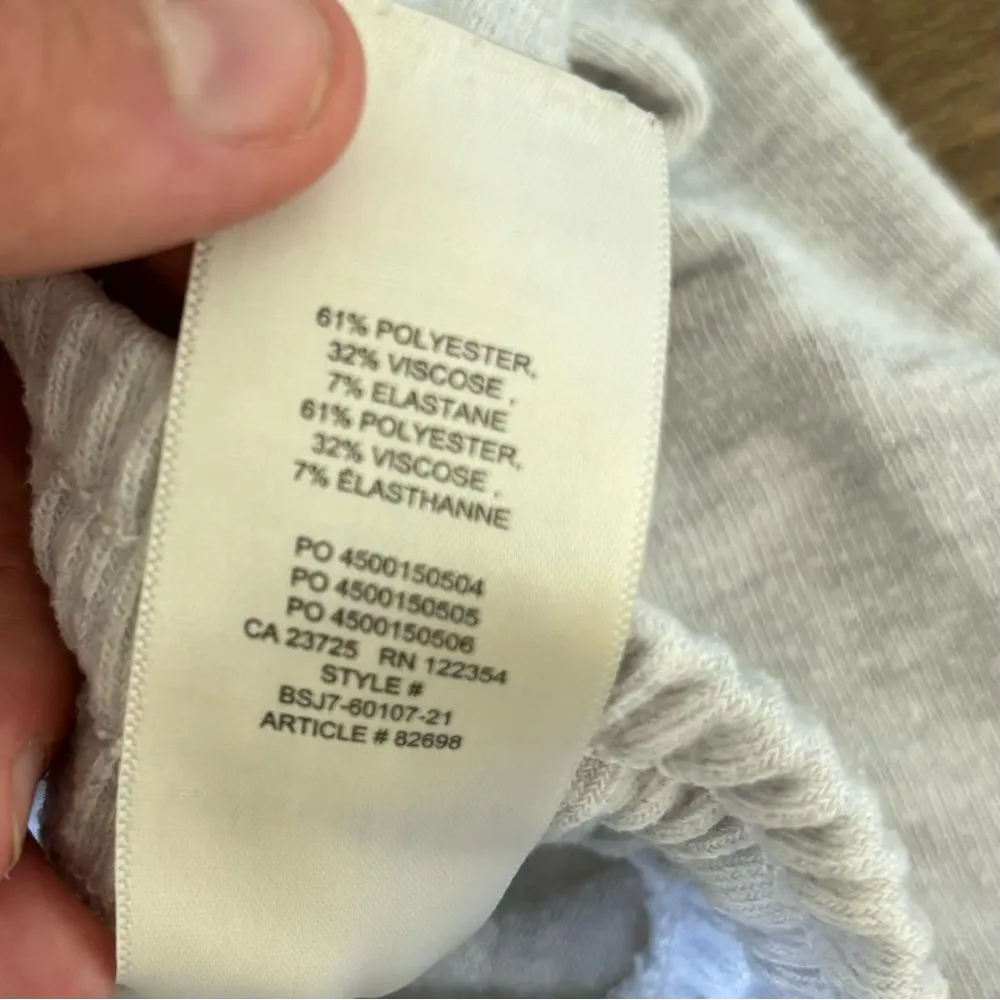 61% POLYESTER,
32% VISCOSE .
7% ELASTANE
61% POLYESTER,
32% VISCOSE .
7% ÉLASTHANNE
PO 4500150504
PO 4500150505
PO 4500150506
CA 23725 RN 122354
STYLE #
BSJ7-60107-21
ARTICLE # 82698